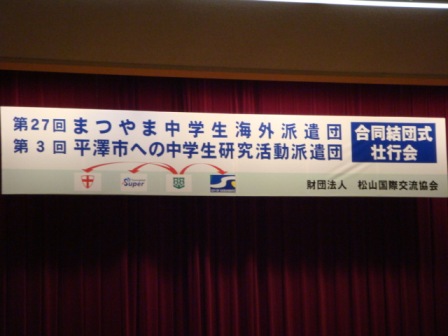 第27回 まつやま中学生海外派遣団
第 3 回 平澤市への中学生研究活動派遣団
合同結団式
壮行会
Super
財団法人 松山国際交流協会